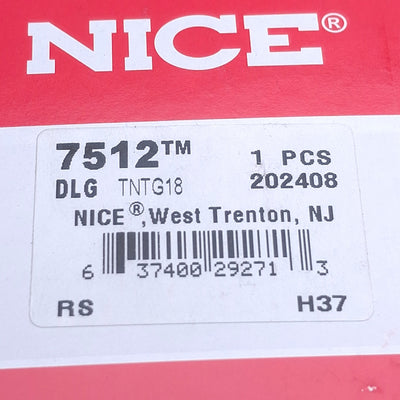 NICE®
7512™ 1 PCS
DLG TNTG18 202408
NICE®, West Trenton, NJ
6 37400 29271 3
RS H37